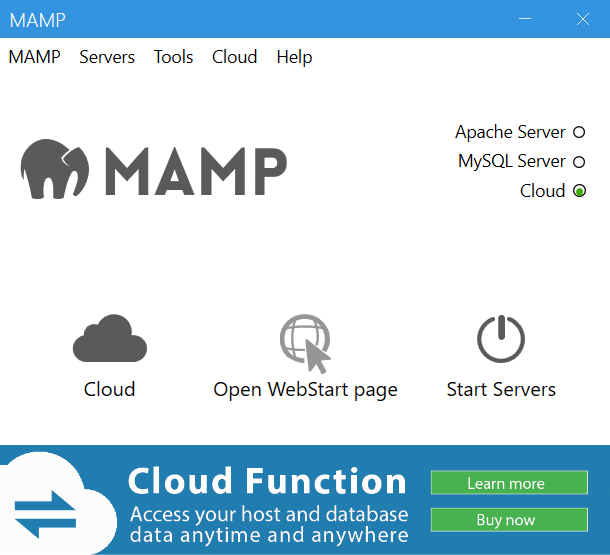 MAMP
MAMP Servers Tools Cloud Help
Apache Server
MySQL Server
Cloud
MAMP
Cloud Open WebStart page Start Servers
Cloud Function
Access your host and database
data anytime and anywhere
Learn more
Buy now